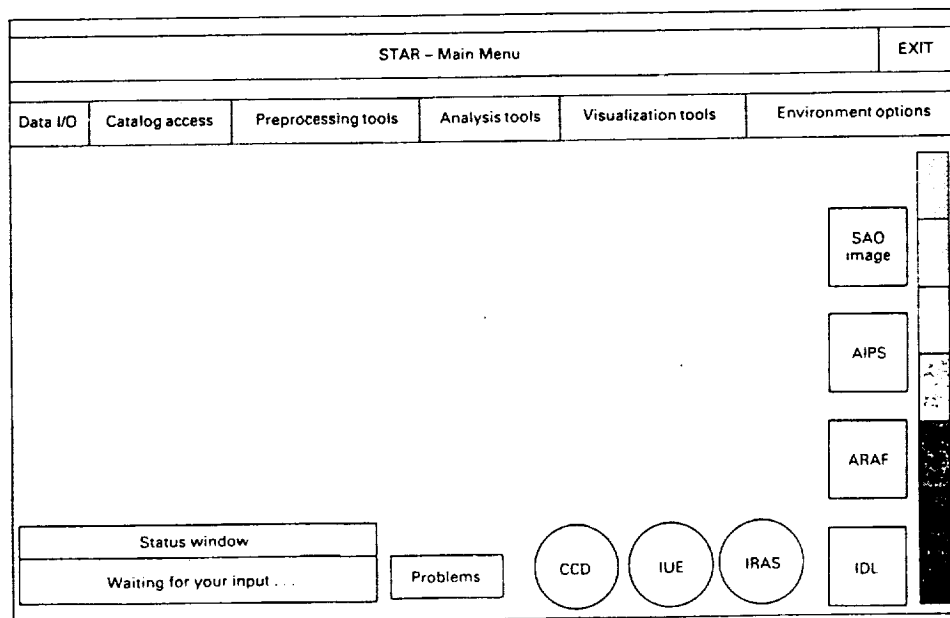 STAR – Main Menu
EXIT
Data I/O
Catalog access
Preprocessing tools
Analysis tools
Visualization tools
Environment options
SAO
image
AIPS
ARAF
Status window
Waiting for your input . . .
Problems
CCD
IUE
IRAS
IDL